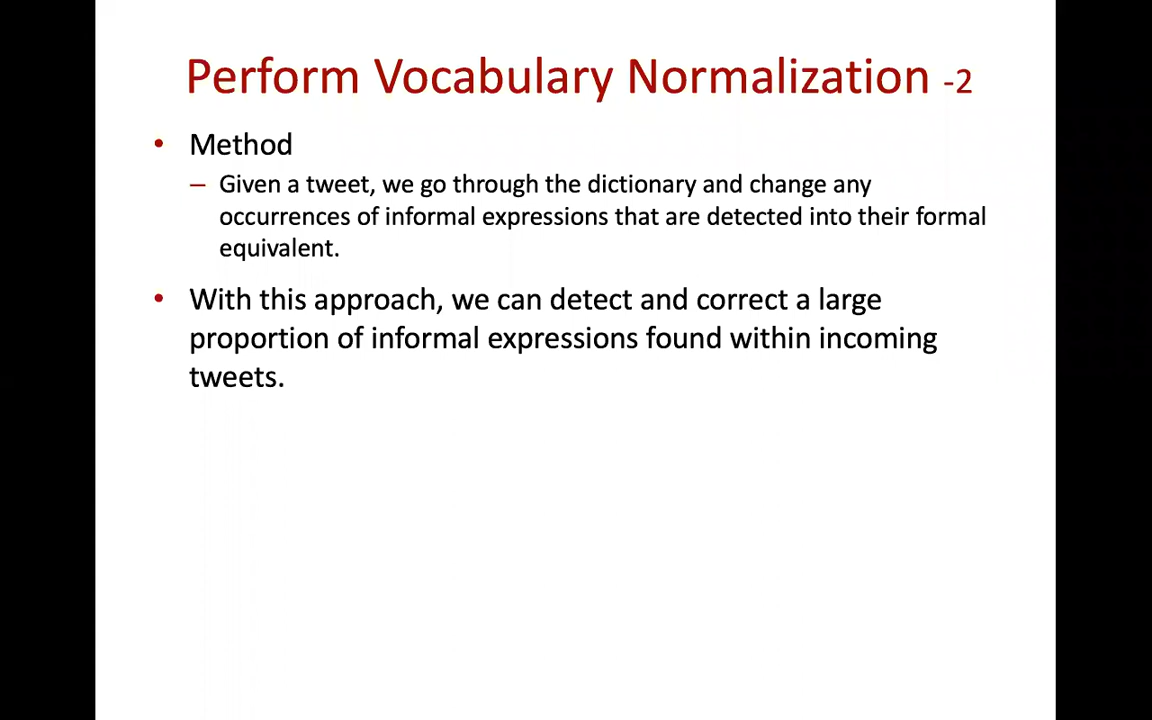 Perform Vocabulary Normalization -2
• Method
– Given a tweet, we go through the dictionary and change any
occurrences of informal expressions that are detected into their formal
equivalent.
• With this approach, we can detect and correct a large
proportion of informal expressions found within incoming
tweets.